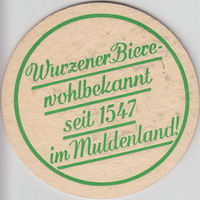 Wurzener Biere-
wohlbekannt
seit 1547
im Muldenland!